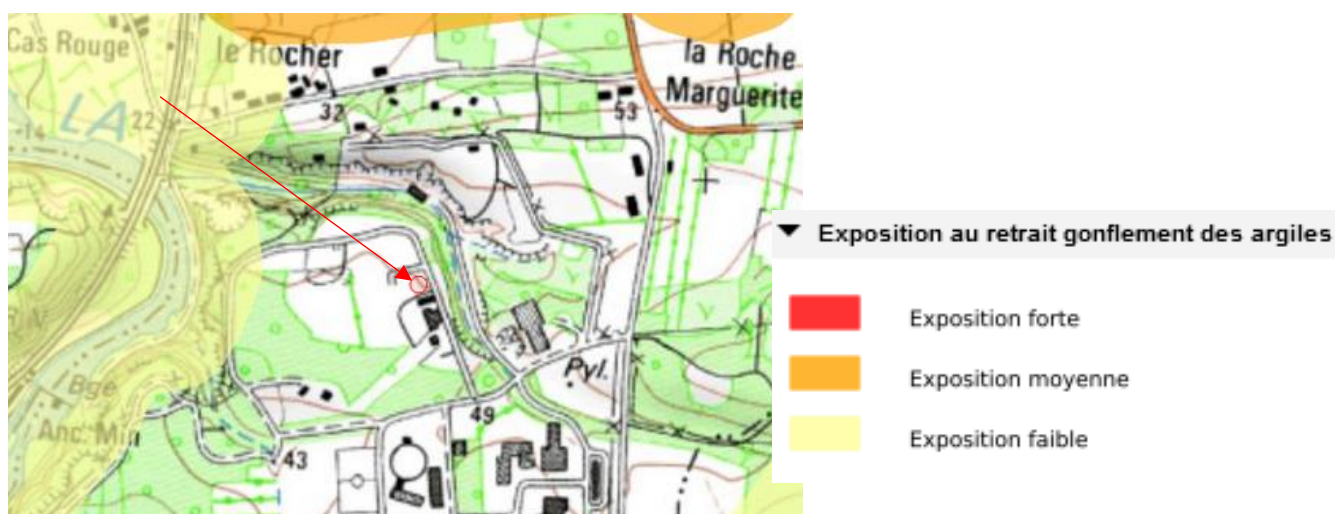 Cas Rouge
le Rocher
la Roche
Marguerite
32
53
LA
22
-14
Bge
Anc. Min
Pyl.
49
43
Exposition au retrait gonflement des argiles
Exposition forte
Exposition moyenne
Exposition faible